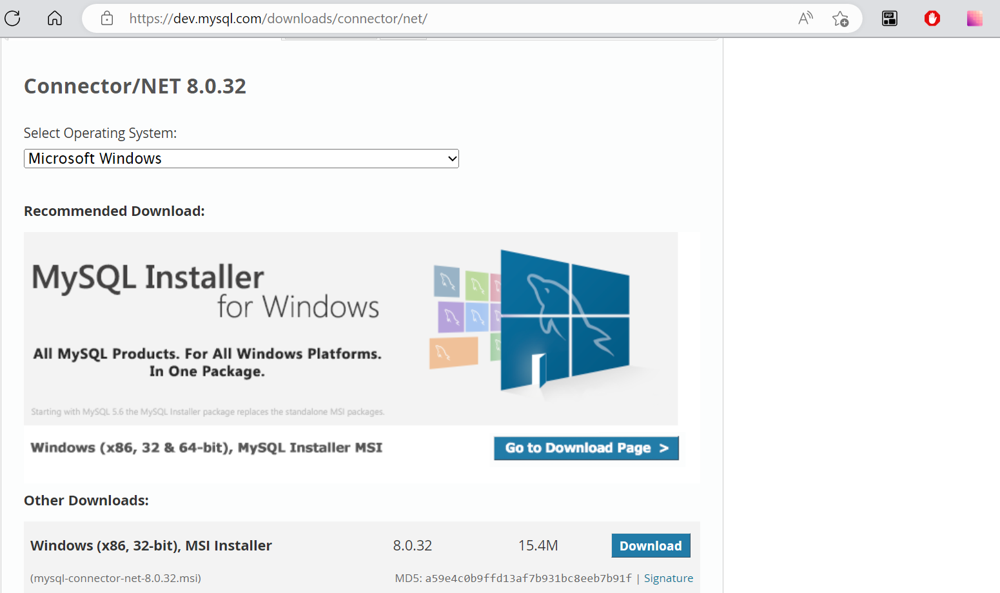 https://dev.mysql.com/downloads/connector/net/
PiP
Connector/NET 8.0.32
Select Operating System:
Microsoft Windows
Recommended Download:
MySQL Installer
for Windows
All MySQL Products. For All Windows Platforms.
In One Package.
Starting with MySQL 5.6 the MySQL Installer package replaces the standalone MSI packages.
Windows (x86, 32 & 64-bit), MySQL Installer MSI
Go to Download Page >
Other Downloads:
Windows (x86, 32-bit), MSI Installer 8.0.32 15.4M Download
(mysql-connector-net-8.0.32.msi) MD5: a59e4c0b9ffd13af7b931bc8eeb7b91f | Signature